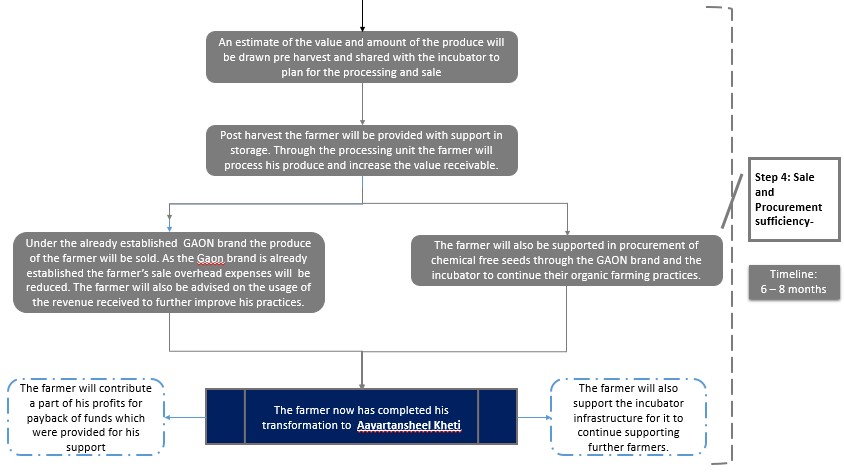 An estimate of the value and amount of the produce will
be drawn pre harvest and shared with the incubator to
plan for the processing and sale
Post harvest the farmer will be provided with support in
storage. Through the processing unit the farmer will
process his produce and increase the value receivable.
Step 4: Sale
and
Procurement
sufficiency-
Under the already established  GAON brand the produce
of the farmer will be sold. As the Gaon brand is already
established the farmer's sale overhead expenses will  be
reduced. The farmer will also be advised on the usage of
the revenue received to further improve his practices.
The farmer will also be supported in procurement of
chemical free seeds through the GAON brand and the
incubator to continue their organic farming practices.
Timeline:
6 – 8 months
The farmer will contribute
a part of his profits for
payback of funds which
were provided for his
support
The farmer now has completed his
transformation to  Aavartansheel Kheti
The farmer will also
support the incubator
infrastructure for it to
continue supporting
further farmers.